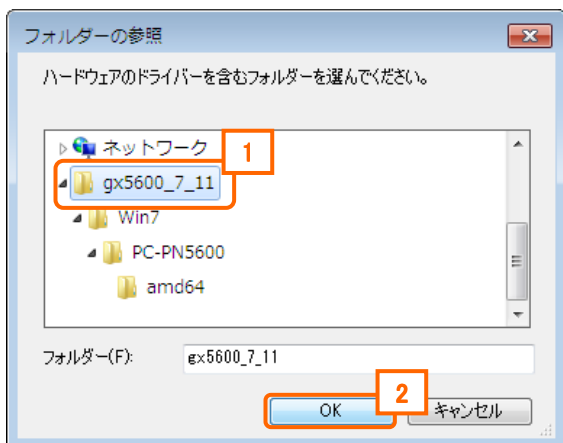 フォルダーの参照
ハードウェアのドライバーを含むフォルダーを選んでください。
ネットワーク
1
gx5600_7_11
Win7
PC-PN5600
amd64
フォルダー(F): gx5600_7_11
2
OK キャンセル